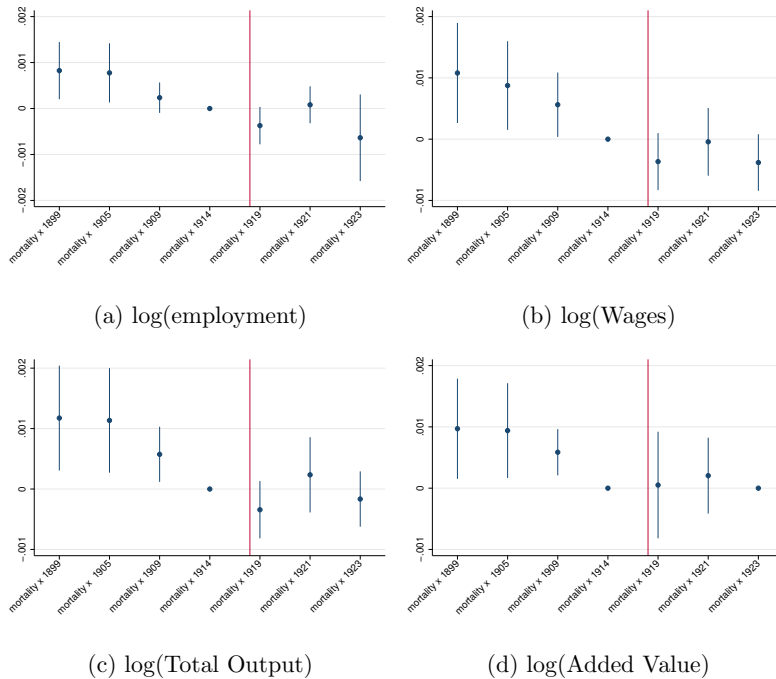 .002
.001
0
-.001
-.002
mortality x 1899
mortality x 1905
mortality x 1909
mortality x 1914
mortality x 1919
mortality x 1921
mortality x 1923
(a) log(employment)
.002
.001
0
-.001
mortality x 1899
mortality x 1905
mortality x 1909
mortality x 1914
mortality x 1919
mortality x 1921
mortality x 1923
(b) log(Wages)
.002
.001
0
-.001
mortality x 1899
mortality x 1905
mortality x 1909
mortality x 1914
mortality x 1919
mortality x 1921
mortality x 1923
(c) log(Total Output)
.002
.001
0
-.001
mortality x 1899
mortality x 1905
mortality x 1909
mortality x 1914
mortality x 1919
mortality x 1921
mortality x 1923
(d) log(Added Value)